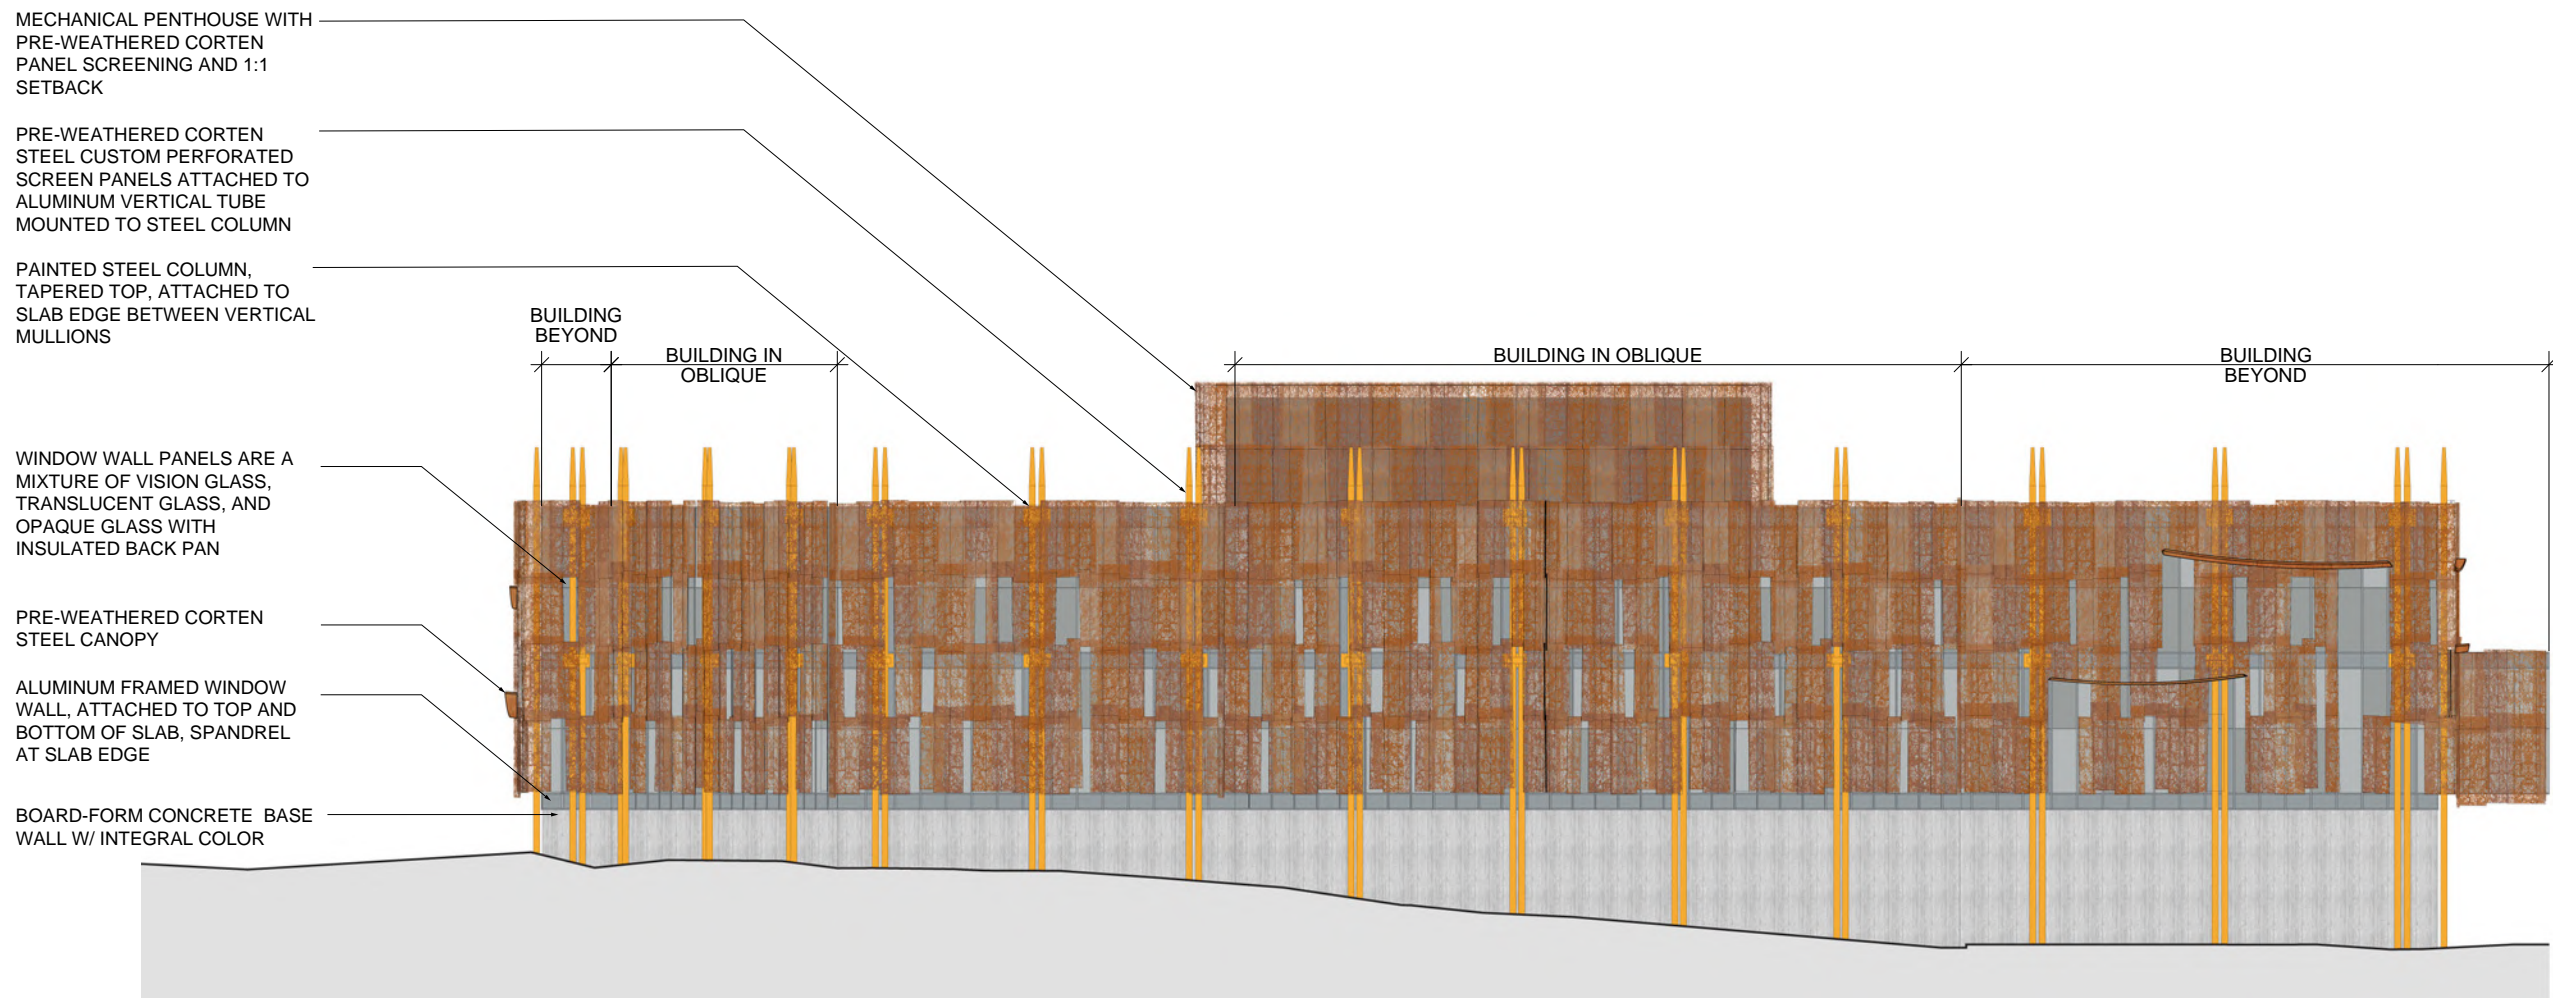 MECHANICAL PENTHOUSE WITH
PRE-WEATHERED CORTEN
PANEL SCREENING AND 1:1
SETBACK
PRE-WEATHERED CORTEN
STEEL CUSTOM PERFORATED
SCREEN PANELS ATTACHED TO
ALUMINUM VERTICAL TUBE
MOUNTED TO STEEL COLUMN
PAINTED STEEL COLUMN,
TAPERED TOP, ATTACHED TO
SLAB EDGE BETWEEN VERTICAL
MULLIONS
BUILDING
BEYOND
BUILDING IN
OBLIQUE
BUILDING IN OBLIQUE
BUILDING
BEYOND
WINDOW WALL PANELS ARE A
MIXTURE OF VISION GLASS,
TRANSLUCENT GLASS, AND
OPAQUE GLASS WITH
INSULATED BACK PAN
PRE-WEATHERED CORTEN
STEEL CANOPY
ALUMINUM FRAMED WINDOW
WALL, ATTACHED TO TOP AND
BOTTOM OF SLAB, SPANDREL
AT SLAB EDGE
BOARD-FORM CONCRETE  BASE
WALL W/ INTEGRAL COLOR